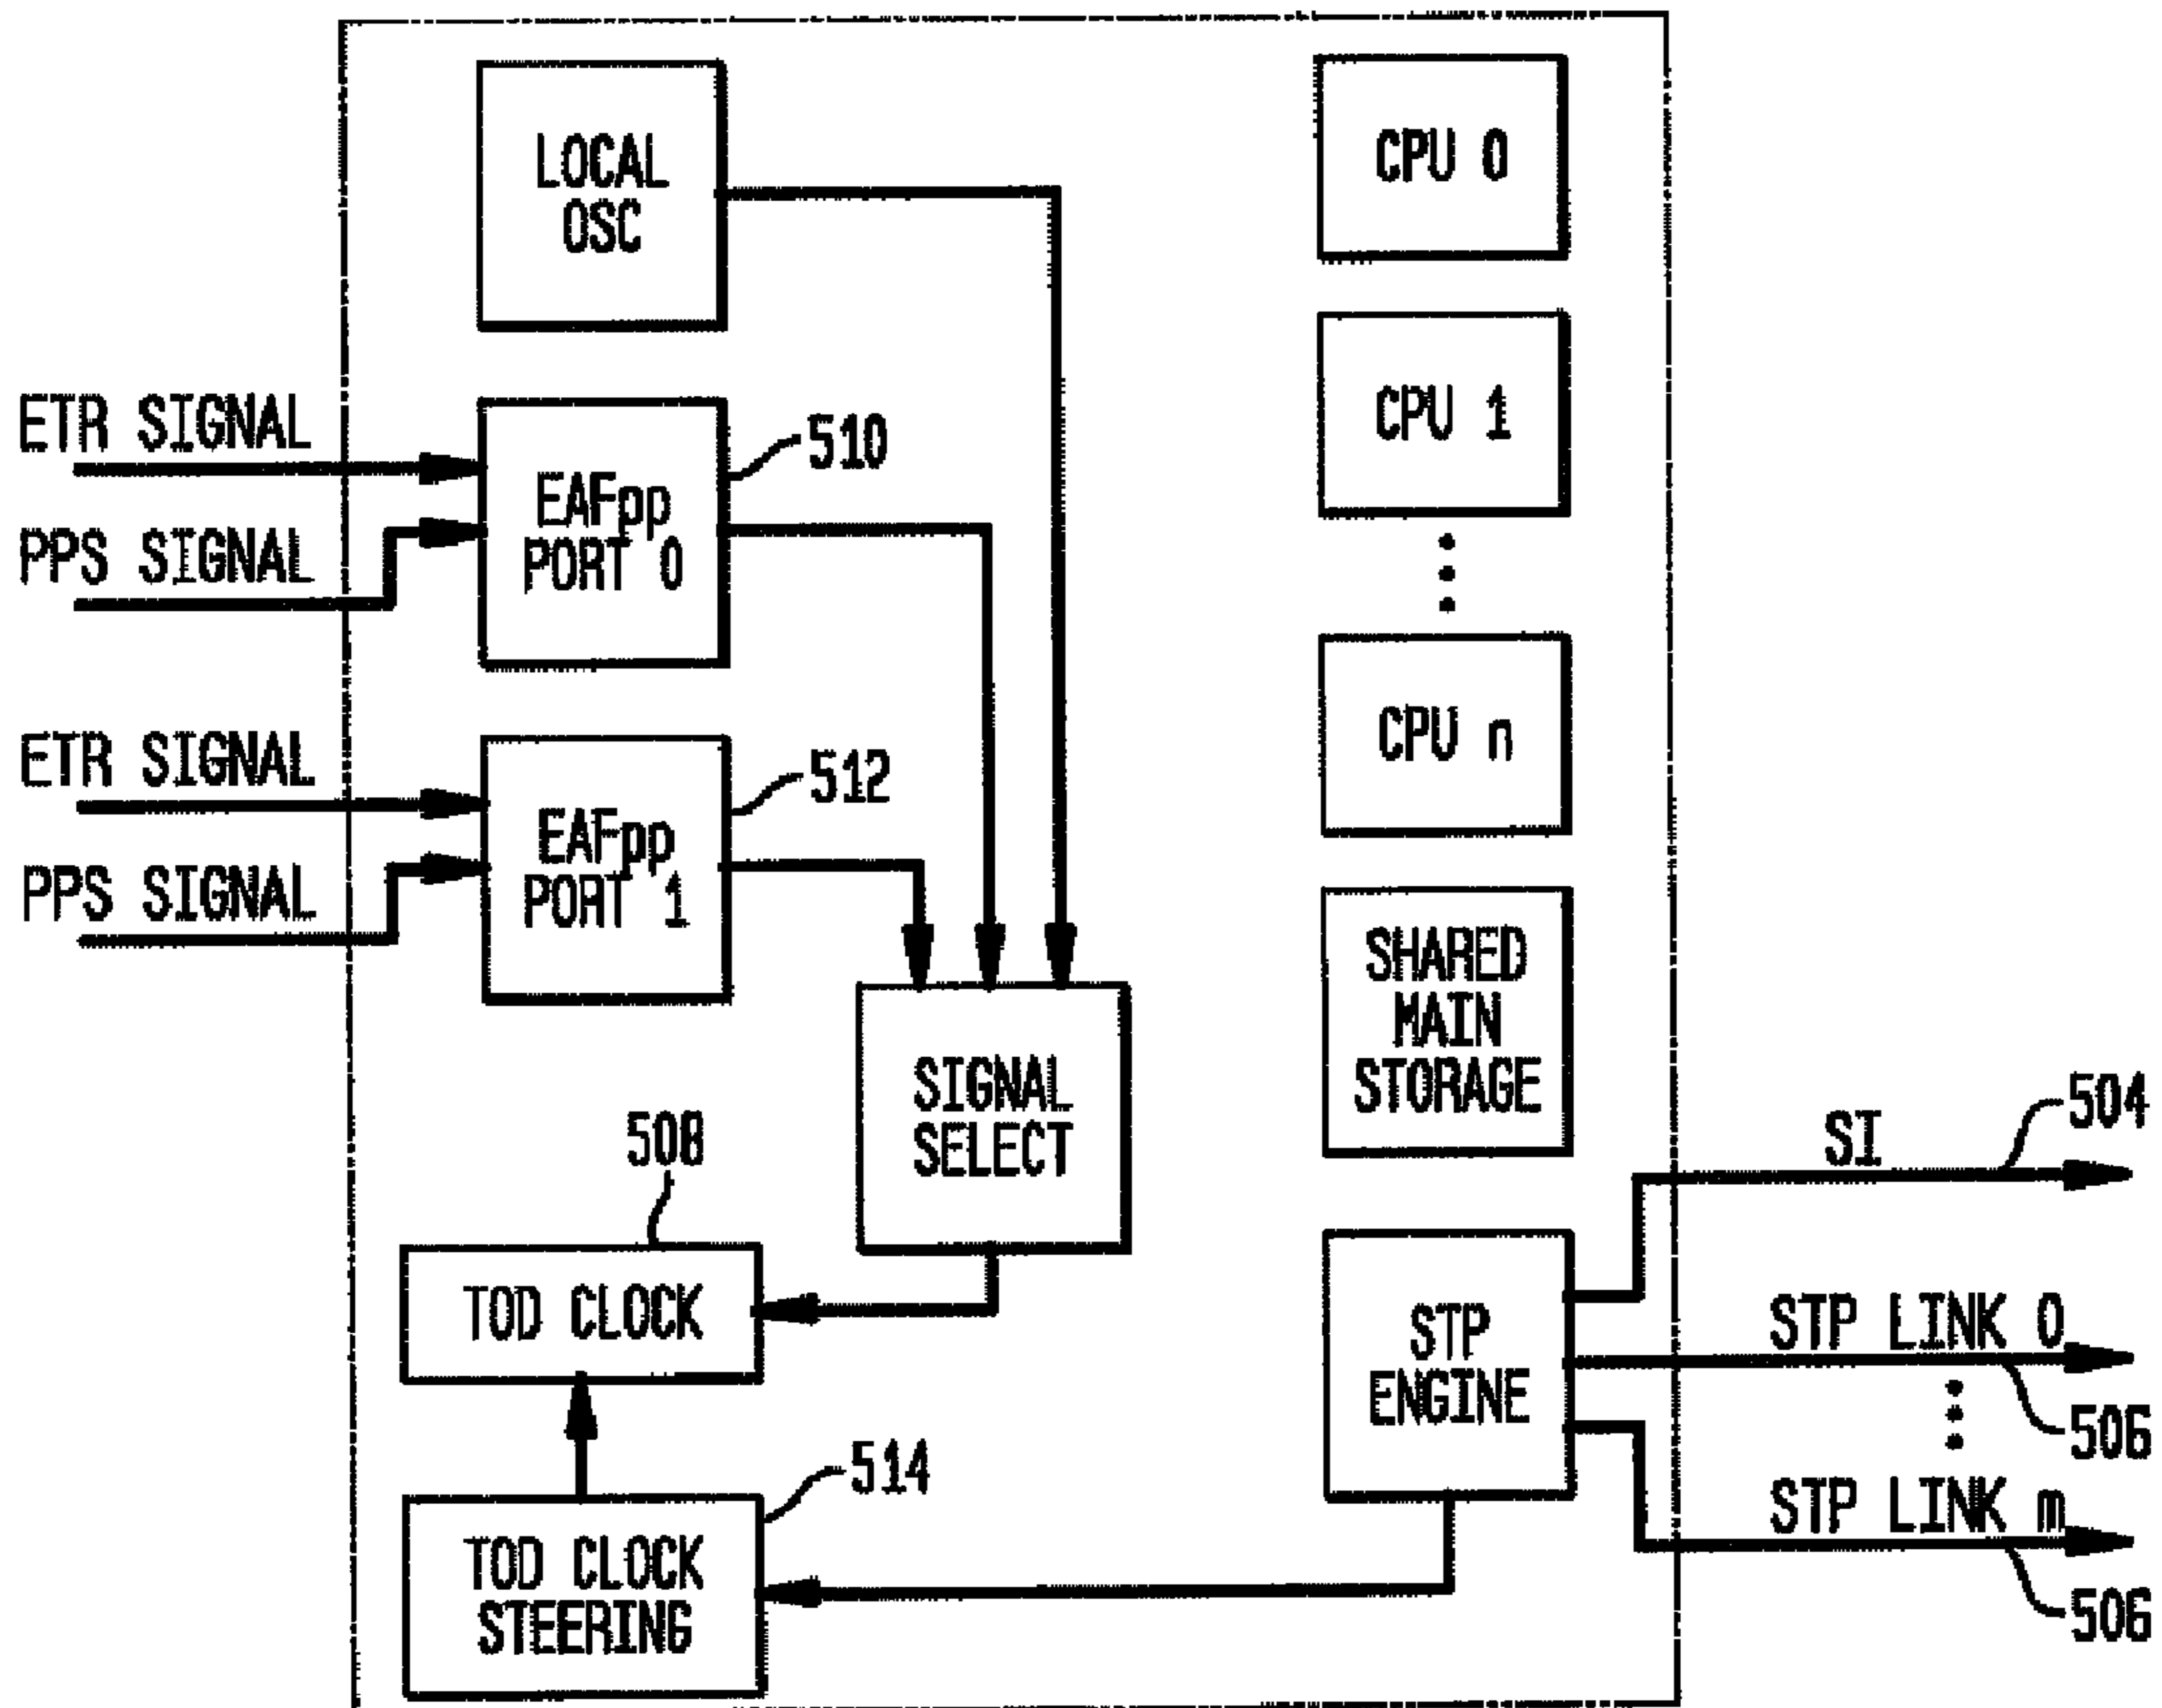 LOCAL
OSC
CPU 0
ETR SIGNAL
PPS SIGNAL
EAFpp
PORT 0
510
CPU 1
CPU n
ETR SIGNAL
PPS SIGNAL
EAFpp
PORT 1
512
SHARED
MAIN
STORAGE
SIGNAL
SELECT
SI
504
508
TOD CLOCK
STP
ENGINE
STP LINK 0
506
STP LINK m
506
514
TOD CLOCK
STEERING